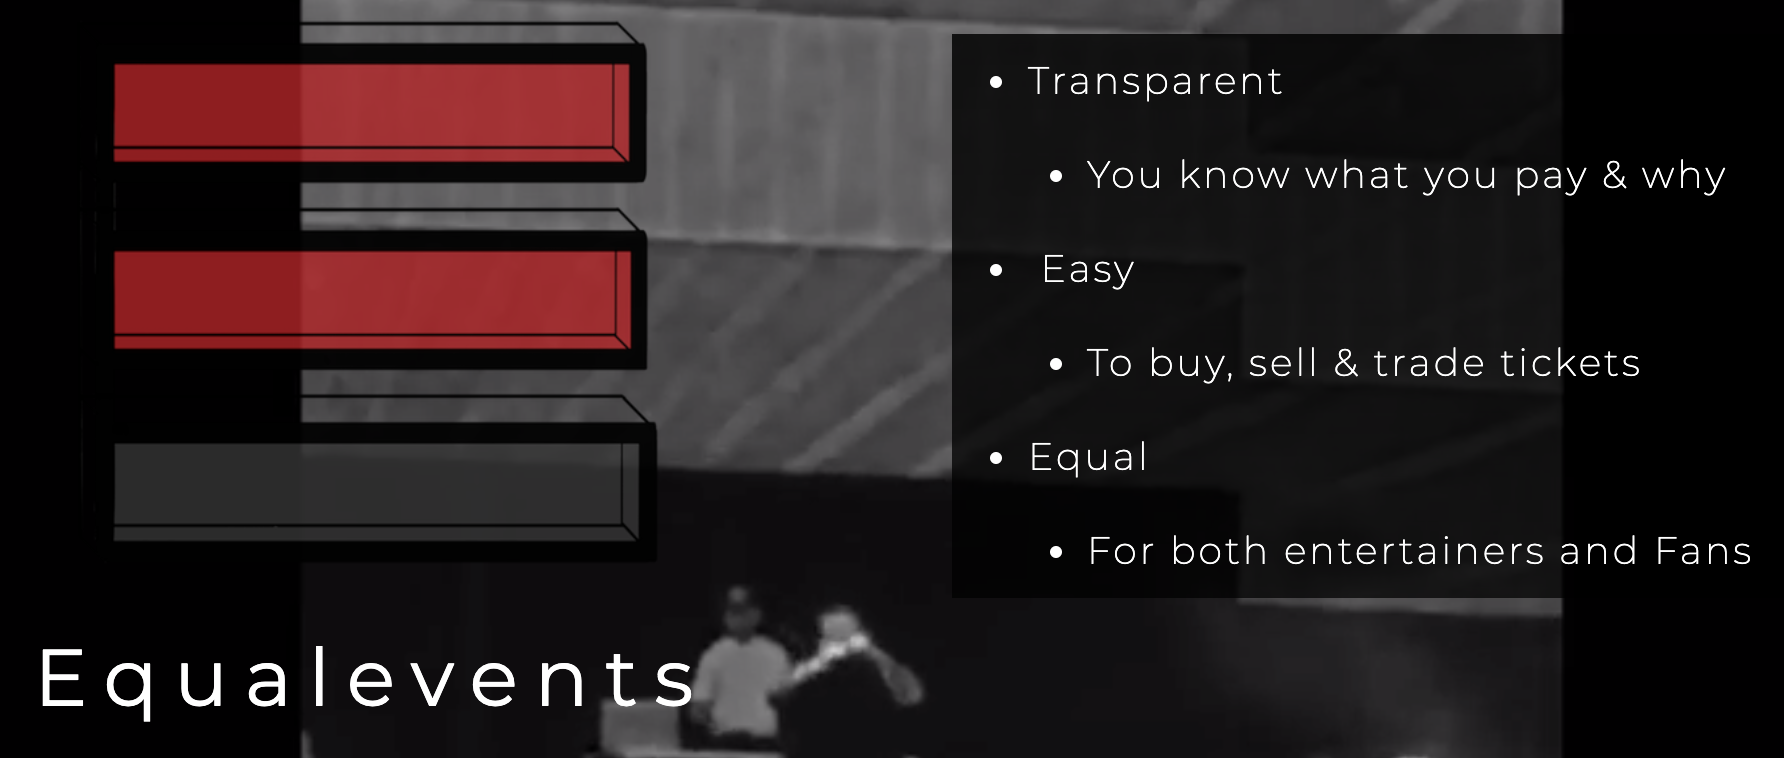 Transparent
You know what you pay & why
Easy
To buy, sell & trade tickets
Equal
For both entertainers and Fans
Equalevents